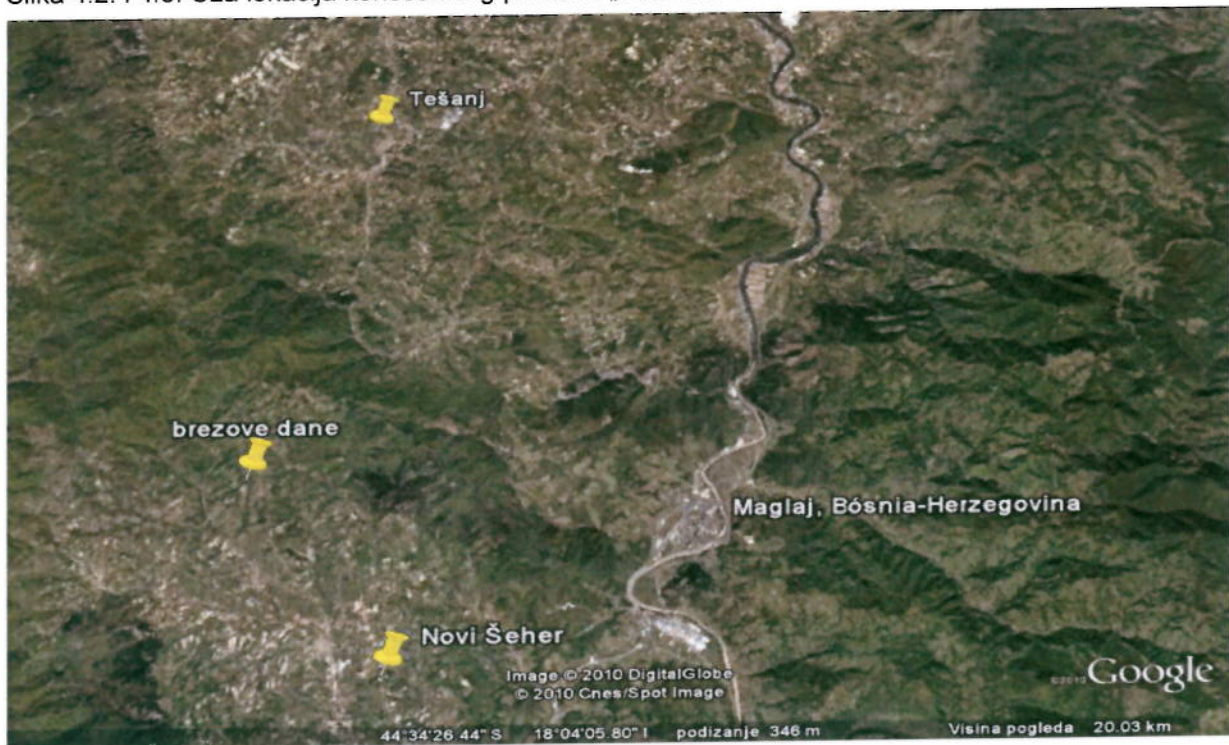 Tešanj
brezove dane
Maglaj, Bósnia-Herzegovina
Novi Šeher
Image © 2010 DigitalGlobe
© 2010 Cnes/Spot Image
©2010 Google
44°34'26.44" S 18°04'05.80" I podizanje 346 m Visina pogleda 20.03 km